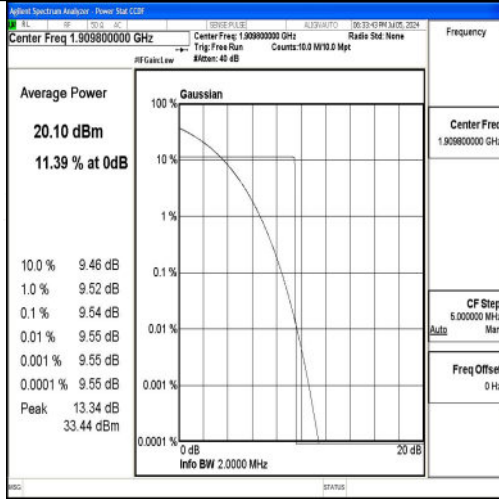 Agilent Spectrum Analyzer - Power Stat CCDF
RL RF 50 Ω AC SENSE:PULSE ALIGNAUTO 06:33:43 PM Jul 05, 2024
Center Freq 1.909800000 GHz
Center Freq: 1.909800000 GHz Radio Std: None
Trig: Free Run Counts:10.0 M/10.0 Mpt
#IFGain:Low #Atten: 40 dB
Frequency
Average Power
20.10 dBm
11.39 % at 0dB
10.0 % 9.46 dB
1.0 % 9.52 dB
0.1 % 9.54 dB
0.01 % 9.55 dB
0.001 % 9.55 dB
0.0001 % 9.55 dB
Peak 13.34 dB
33.44 dBm
Gaussian
100 %
10 %
1 %
0.1 %
0.01 %
0.001 %
0.0001 %
0 dB 20 dB
Info BW 2.0000 MHz
Center Freq
1.909800000 GHz
CF Step
5.000000 MHz
Auto Man
Freq Offset
0 Hz
MSG STATUS